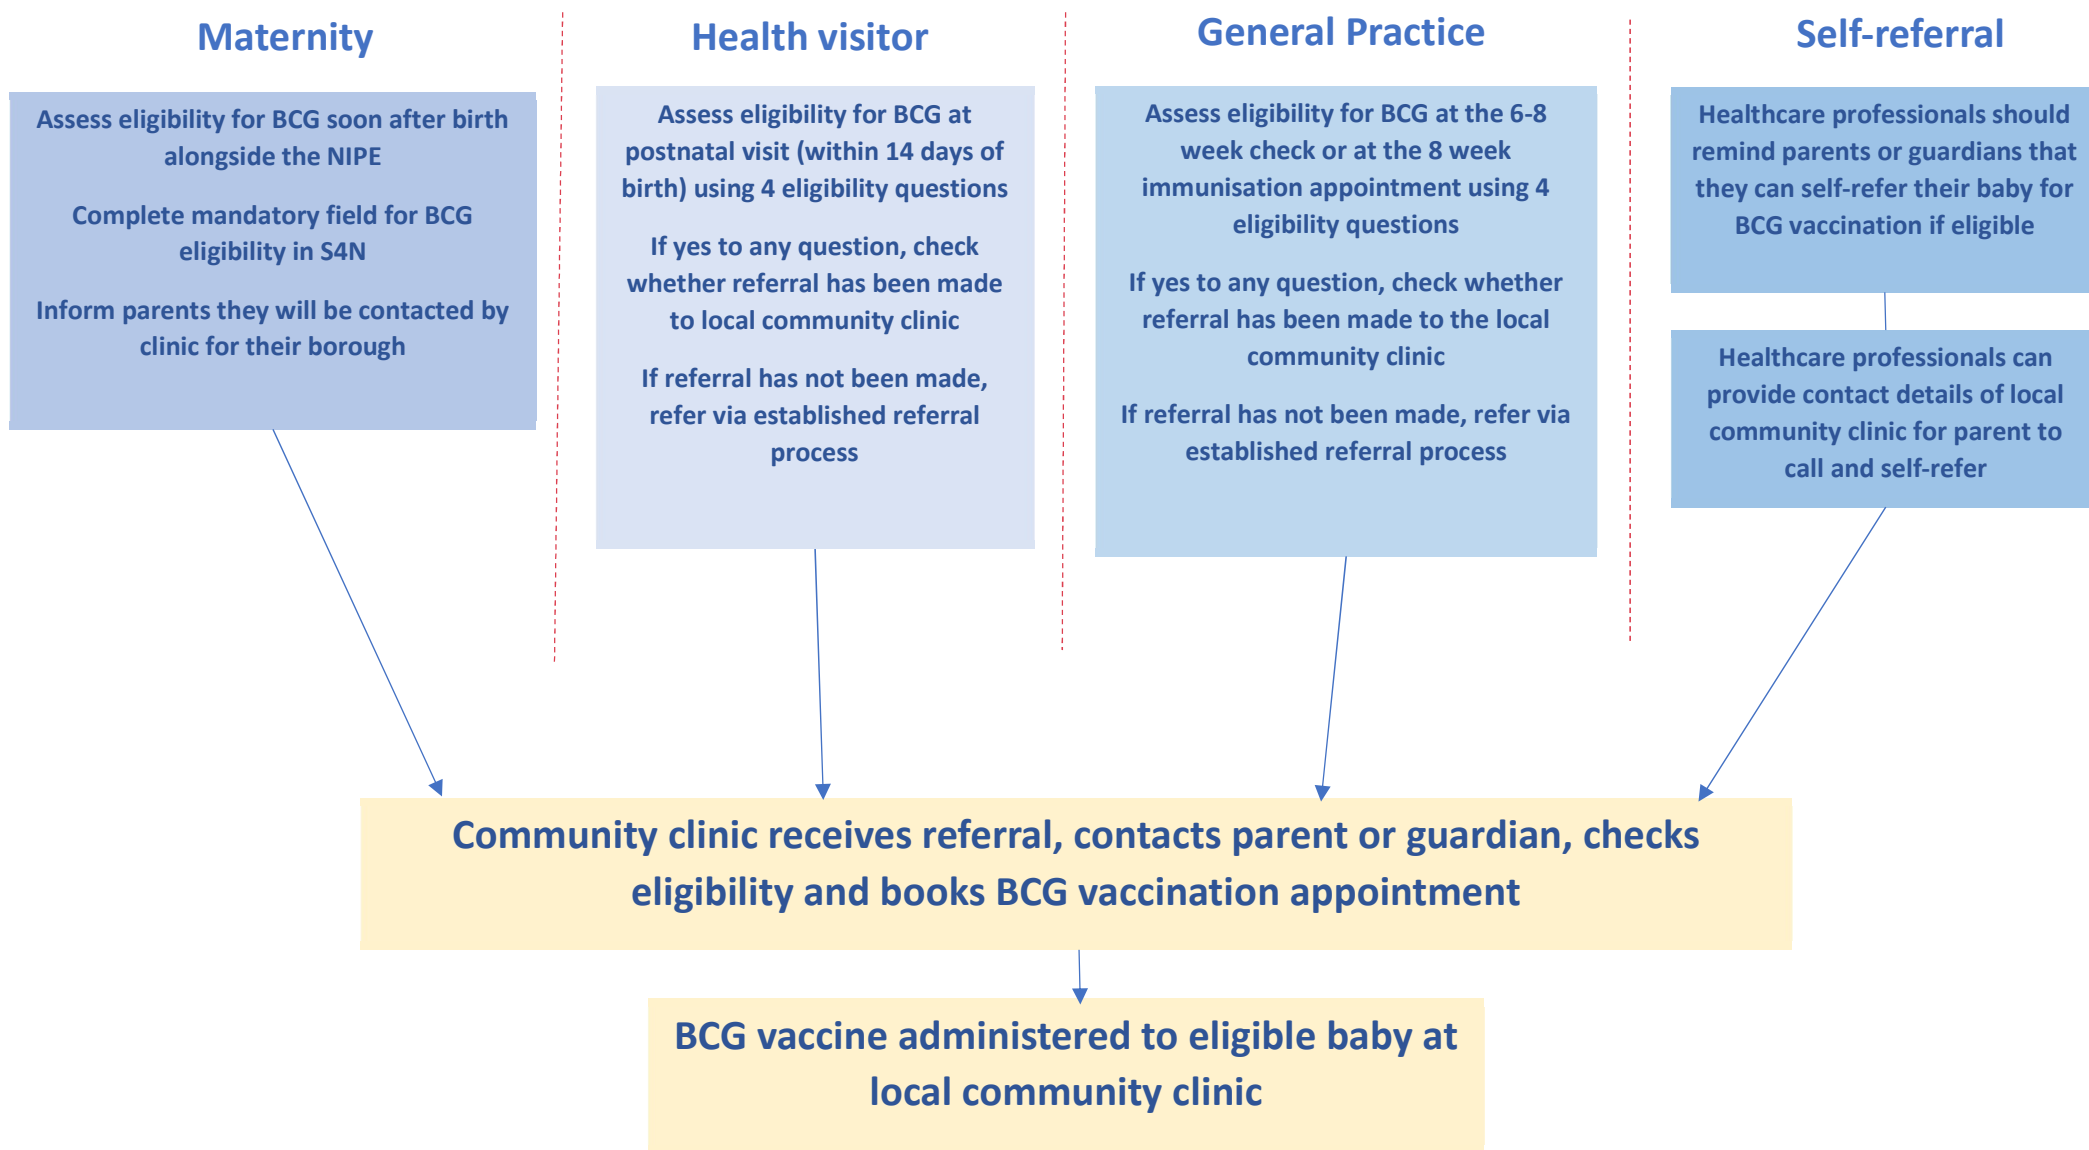 Maternity
Assess eligibility for BCG soon after birth
alongside the NIPE
Complete mandatory field for BCG
eligibility in S4N
Inform parents they will be contacted by
clinic for their borough
Health visitor
Assess eligibility for BCG at
postnatal visit (within 14 days of
birth) using 4 eligibility questions
If yes to any question, check
whether referral has been made
to local community clinic
If referral has not been made,
refer via established referral
process
General Practice
Assess eligibility for BCG at the 6-8
week check or at the 8 week
immunisation appointment using 4
eligibility questions
If yes to any question, check whether
referral has been made to the local
community clinic
If referral has not been made, refer via
established referral process
Self-referral
Healthcare professionals should
remind parents or guardians that
they can self-refer their baby for
BCG vaccination if eligible
Healthcare professionals can
provide contact details of local
community clinic for parent to
call and self-refer
Community clinic receives referral, contacts parent or guardian, checks
eligibility and books BCG vaccination appointment
BCG vaccine administered to eligible baby at
local community clinic